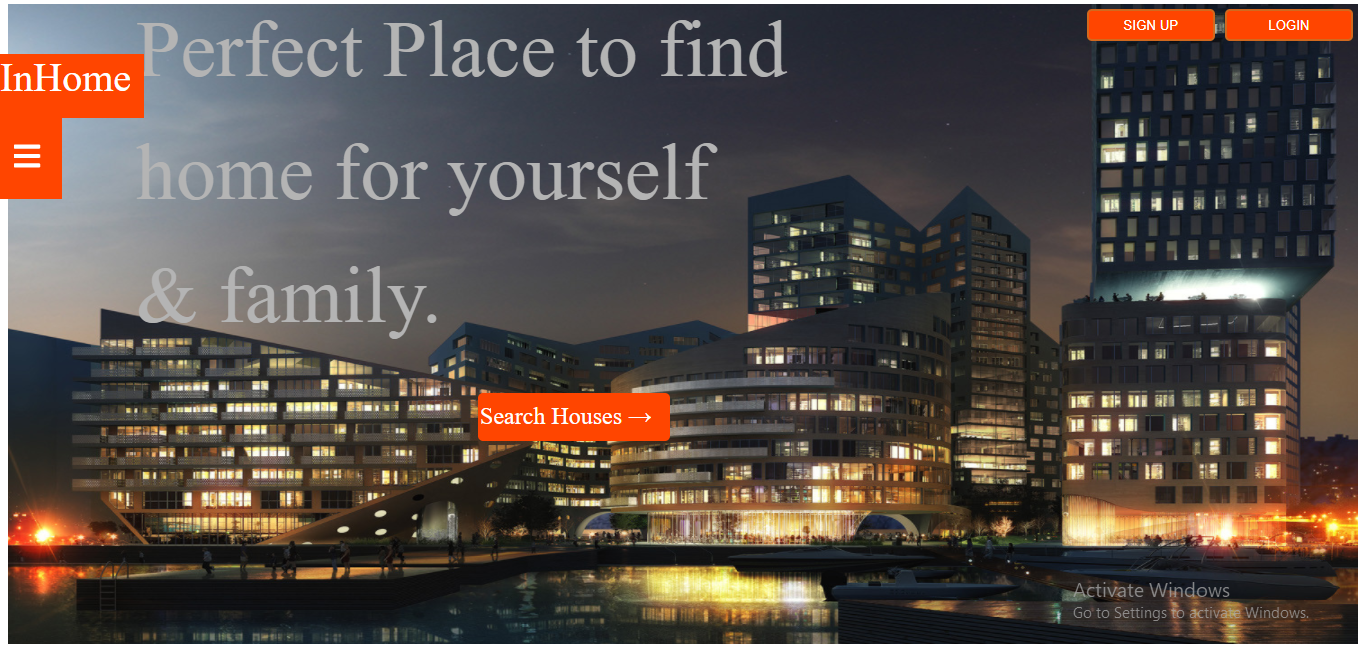 Perfect Place to find
SIGN UP
LOGIN
InHome
home for yourself
& family.
Search Houses →
Activate Windows
Go to Settings to activate Windows.